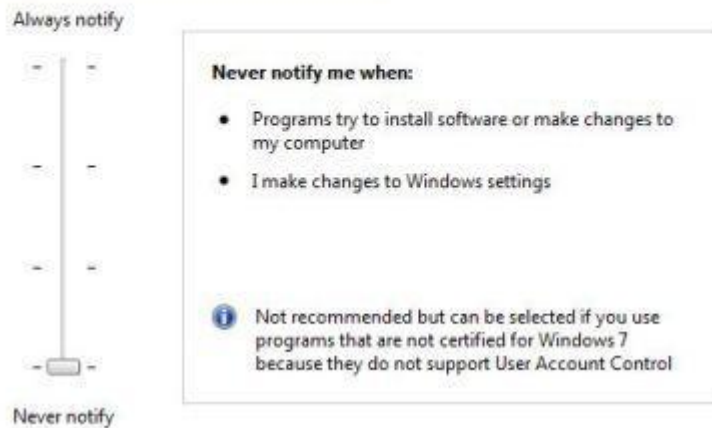 Always notify
Never notify me when:
• Programs try to install software or make changes to
my computer
• I make changes to Windows settings
Not recommended but can be selected if you use
programs that are not certified for Windows 7
because they do not support User Account Control
Never notify